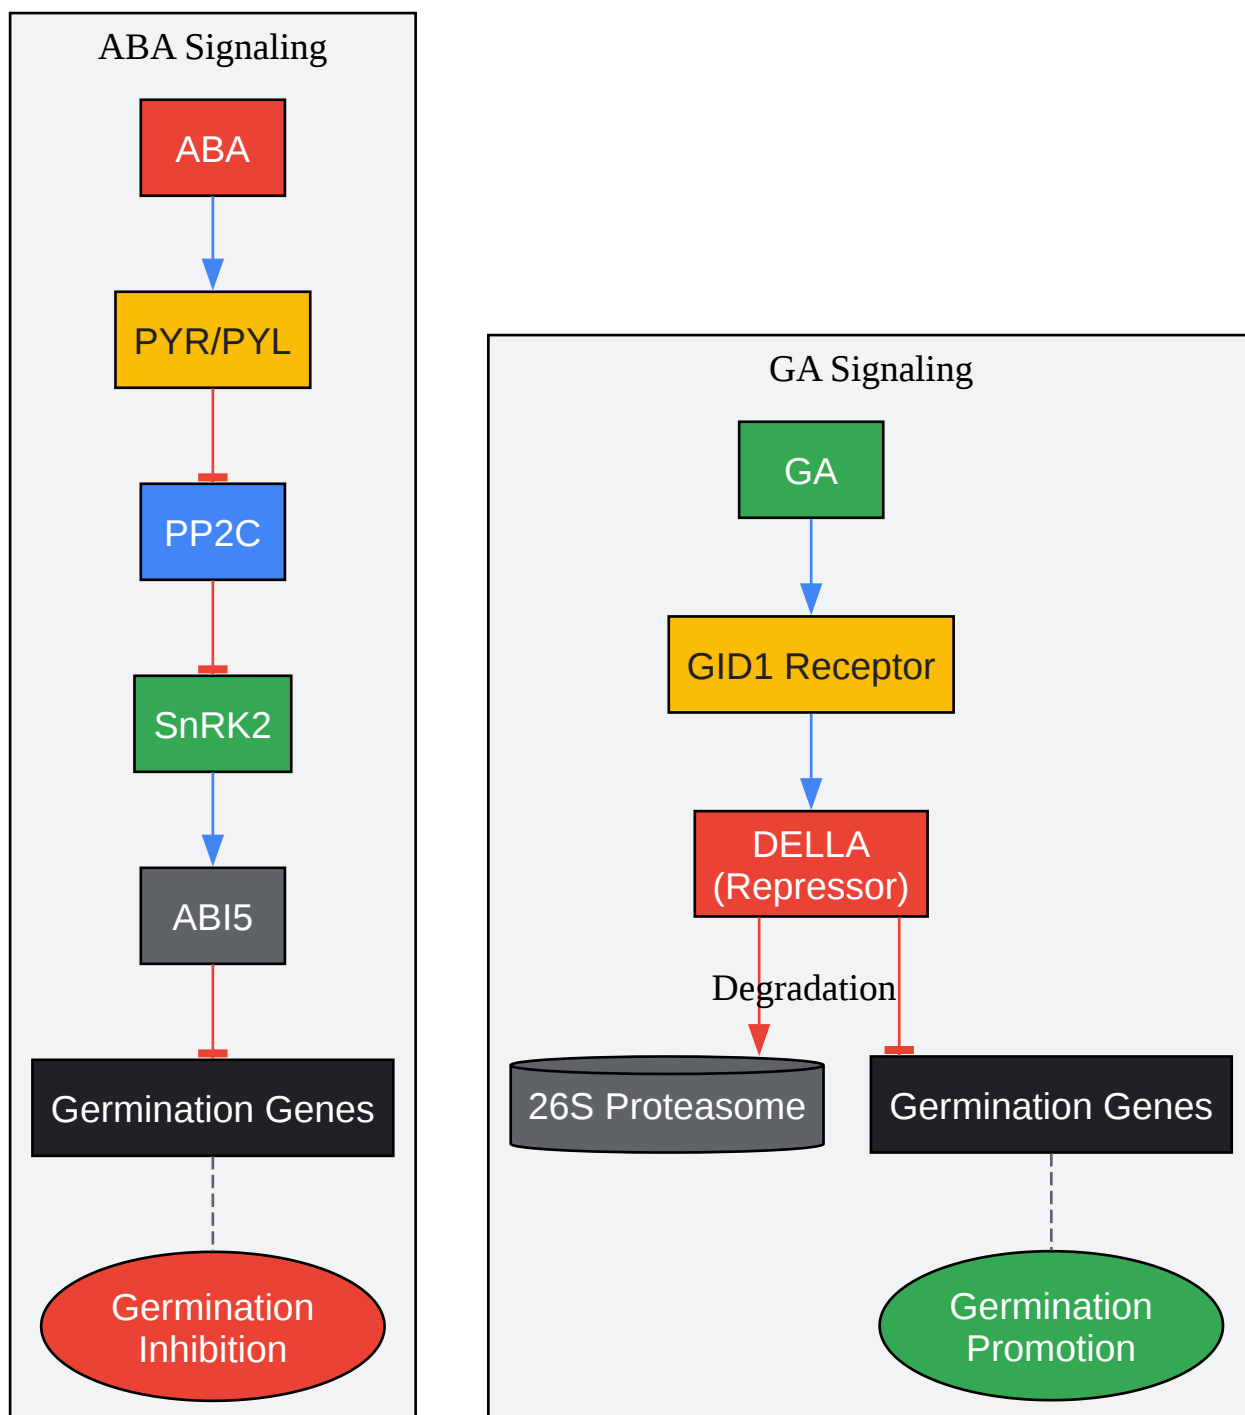 ABA Signaling
ABA
PYR/PYL
PP2C
SnRK2
ABI5
Germination Genes
Germination
Inhibition
GA Signaling
GA
GID1 Receptor
DELLA
(Repressor)
Degradation
26S Proteasome
Germination Genes
Germination
Promotion